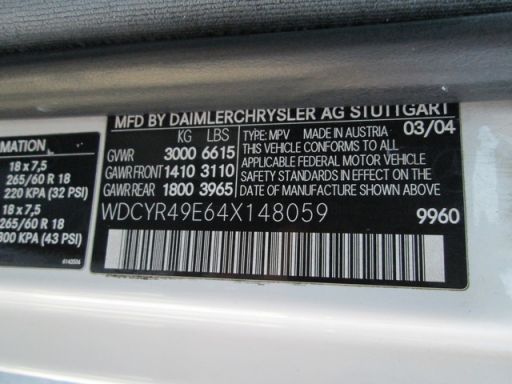 MFD BY DAIMLERCHRYSLER AG STUTTGART
KG LBS
TYPE: MPV MADE IN AUSTRIA 03/04
GVWR 3000 6615
GAWR FRONT 1410 3110
GAWR REAR 1800 3965
THIS VEHICLE CONFORMS TO ALL
APPLICABLE FEDERAL MOTOR VEHICLE
SAFETY STANDARDS IN EFFECT ON THE
DATE OF MANUFACTURE SHOWN ABOVE
WDCYR49E64X148059
9960
MATION
18 x 7,5
265/60 R 18
220 KPA (32 PSI)
18 x 7,5
265/60 R 18
300 KPA (43 PSI)